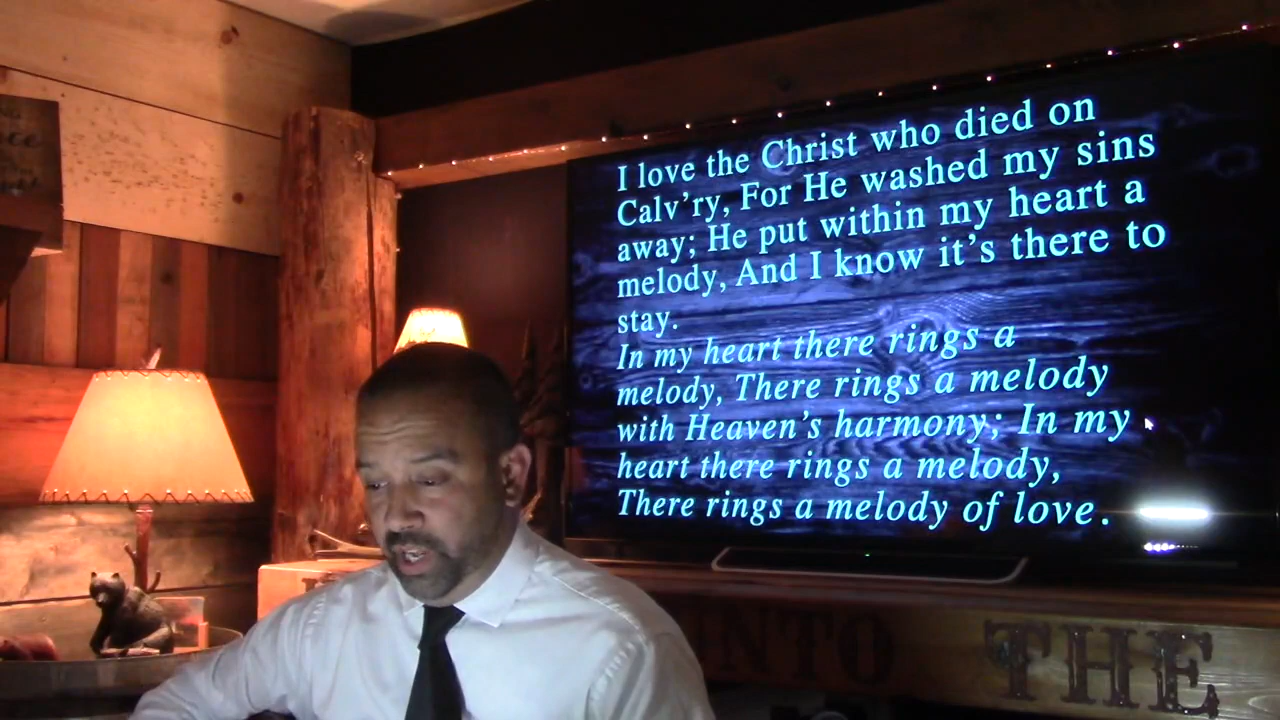 I love the Christ who died on
Calv’ry, For He washed my sins
away; He put within my heart a
melody, And I know it’s there to
stay.
In my heart there rings a
melody, There rings a melody
with Heaven’s harmony; In my
heart there rings a melody,
There rings a melody of love.
INTO THE